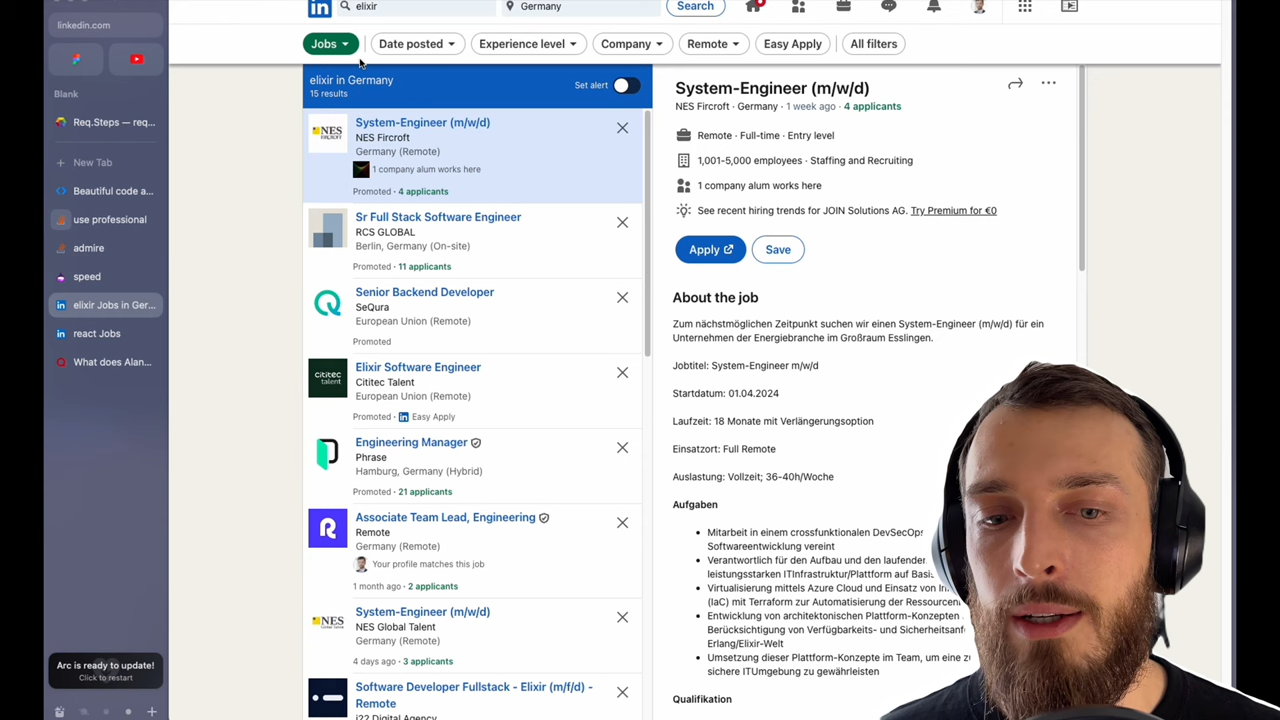 linkedin.com
Blank
Req.Steps — req...
New Tab
Beautiful code a...
use professional
admire
speed
elixir Jobs in Ger...
react Jobs
What does Alan...
Arc is ready to update!
Click to restart
elixir
Germany
Search
Jobs
Date posted
Experience level
Company
Remote
Easy Apply
All filters
elixir in Germany
15 results
Set alert
System-Engineer (m/w/d)
NES Fircroft
Germany (Remote)
1 company alum works here
Promoted · 4 applicants
Sr Full Stack Software Engineer
RCS GLOBAL
Berlin, Germany (On-site)
Promoted · 11 applicants
Senior Backend Developer
SeQura
European Union (Remote)
Promoted
cititec
talent
Elixir Software Engineer
Cititec Talent
European Union (Remote)
Promoted · Easy Apply
Engineering Manager
Phrase
Hamburg, Germany (Hybrid)
Promoted · 21 applicants
Associate Team Lead, Engineering
Remote
Germany (Remote)
Your profile matches this job
1 month ago · 2 applicants
System-Engineer (m/w/d)
NES Global Talent
Germany (Remote)
4 days ago · 3 applicants
Software Developer Fullstack - Elixir (m/f/d) -
Remote
i22 Digital Agency
System-Engineer (m/w/d)
NES Fircroft · Germany · 1 week ago · 4 applicants
Remote · Full-time · Entry level
1,001-5,000 employees · Staffing and Recruiting
1 company alum works here
See recent hiring trends for JOIN Solutions AG. Try Premium for €0
Apply
Save
About the job
Zum nächstmöglichen Zeitpunkt suchen wir einen System-Engineer (m/w/d) für ein
Unternehmen der Energiebranche im Großraum Esslingen.
Jobtitel: System-Engineer m/w/d
Startdatum: 01.04.2024
Laufzeit: 18 Monate mit Verlängerungsoption
Einsatzort: Full Remote
Auslastung: Vollzeit; 36-40h/Woche
Aufgaben
Mitarbeit in einem crossfunktionalen DevSecOps
Softwareentwicklung vereint
Verantwortlich für den Aufbau und den laufenden
leistungsstarken ITInfrastruktur/Plattform auf Basis
Virtualisierung mittels Azure Cloud und Einsatz von
(IaC) mit Terraform zur Automatisierung der
Entwicklung von architektonischen Plattform-Konzepten
Berücksichtigung von Verfügbarkeits- und
Erlang/Elixir-Welt
Umsetzung dieser Plattform-Konzepte im Team, um eine
sichere ITUmgebung zu gewährleisten
Qualifikation